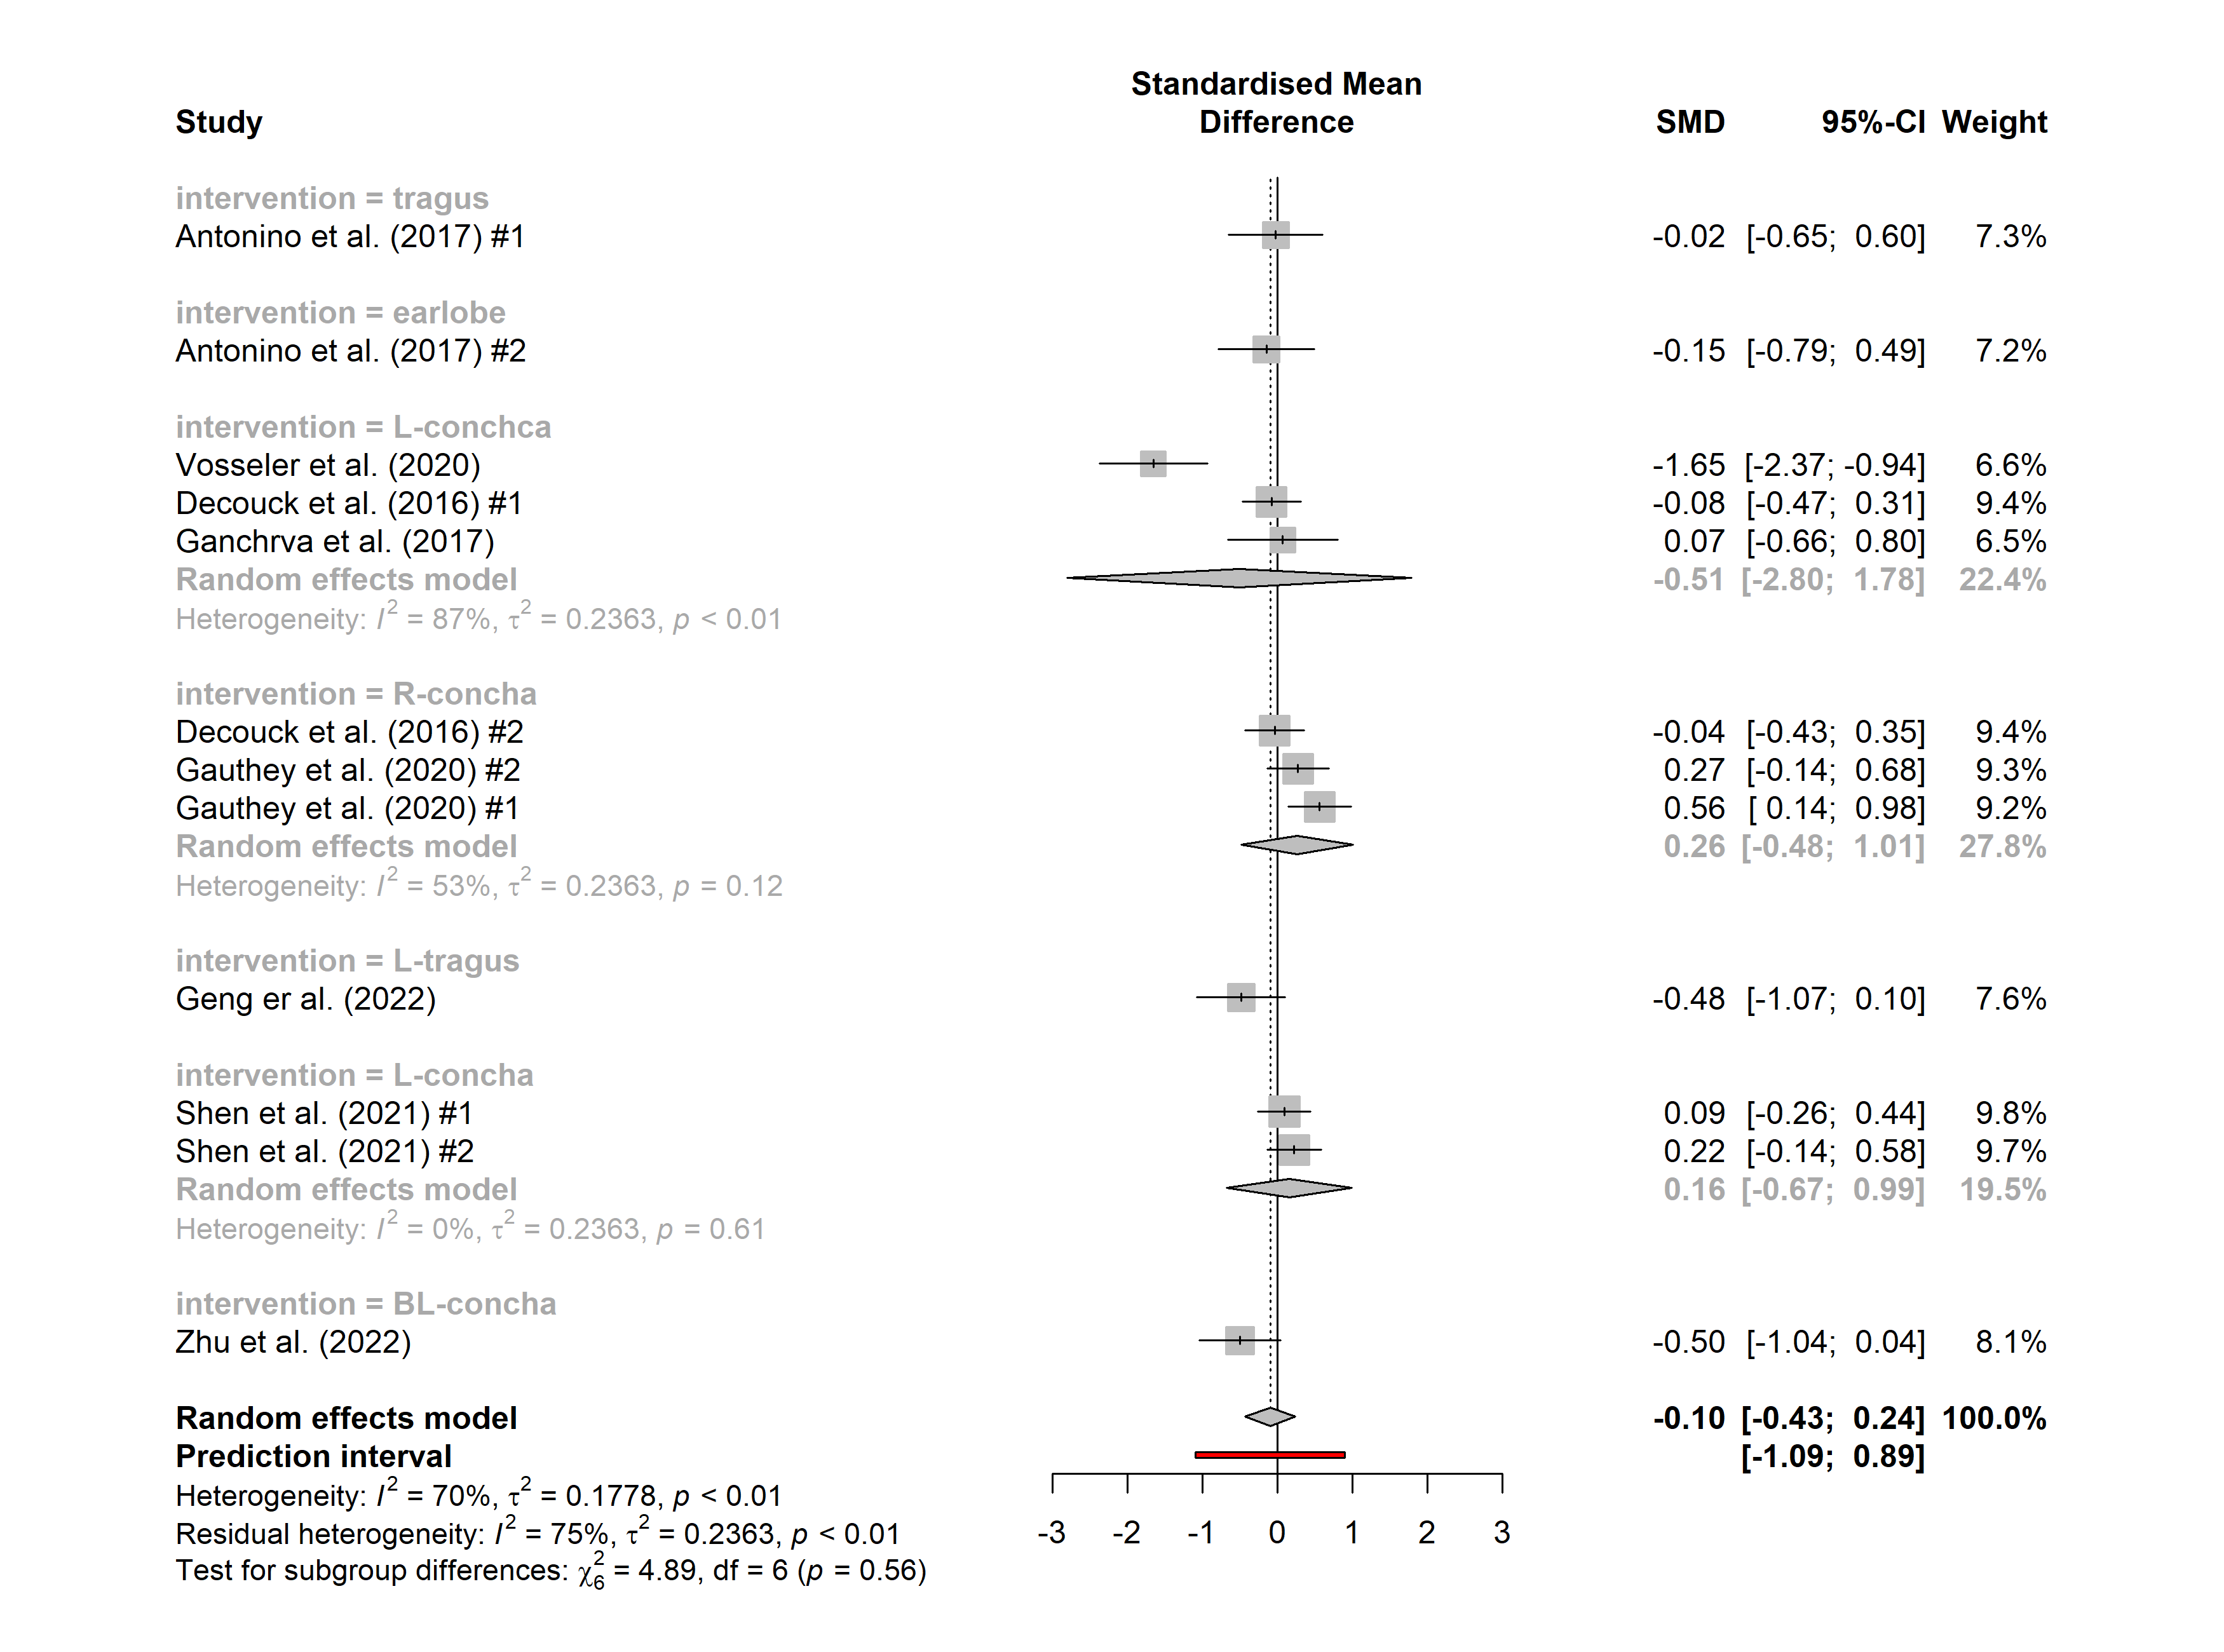 Standardised Mean
Study Difference SMD 95%-CI Weight
intervention = tragus
Antonino et al. (2017) #1 -0.02 [-0.65; 0.60] 7.3%
intervention = earlobe
Antonino et al. (2017) #2 -0.15 [-0.79; 0.49] 7.2%
intervention = L-conchca
Vosseler et al. (2020) -1.65 [-2.37; -0.94] 6.6%
Decouck et al. (2016) #1 -0.08 [-0.47; 0.31] 9.4%
Ganchrva et al. (2017) 0.07 [-0.66; 0.80] 6.5%
Random effects model -0.51 [-2.80; 1.78] 22.4%
Heterogeneity: I² = 87%, τ² = 0.2363, p < 0.01
intervention = R-concha
Decouck et al. (2016) #2 -0.04 [-0.43; 0.35] 9.4%
Gauthey et al. (2020) #2 0.27 [-0.14; 0.68] 9.3%
Gauthey et al. (2020) #1 0.56 [ 0.14; 0.98] 9.2%
Random effects model 0.26 [-0.48; 1.01] 27.8%
Heterogeneity: I² = 53%, τ² = 0.2363, p = 0.12
intervention = L-tragus
Geng er al. (2022) -0.48 [-1.07; 0.10] 7.6%
intervention = L-concha
Shen et al. (2021) #1 0.09 [-0.26; 0.44] 9.8%
Shen et al. (2021) #2 0.22 [-0.14; 0.58] 9.7%
Random effects model 0.16 [-0.67; 0.99] 19.5%
Heterogeneity: I² = 0%, τ² = 0.2363, p = 0.61
intervention = BL-concha
Zhu et al. (2022) -0.50 [-1.04; 0.04] 8.1%
Random effects model -0.10 [-0.43; 0.24] 100.0%
Prediction interval [-1.09; 0.89]
Heterogeneity: I² = 70%, τ² = 0.1778, p < 0.01
Residual heterogeneity: I² = 75%, τ² = 0.2363, p < 0.01
-3 -2 -1 0 1 2 3
Test for subgroup differences: χ²₆ = 4.89, df = 6 (p = 0.56)